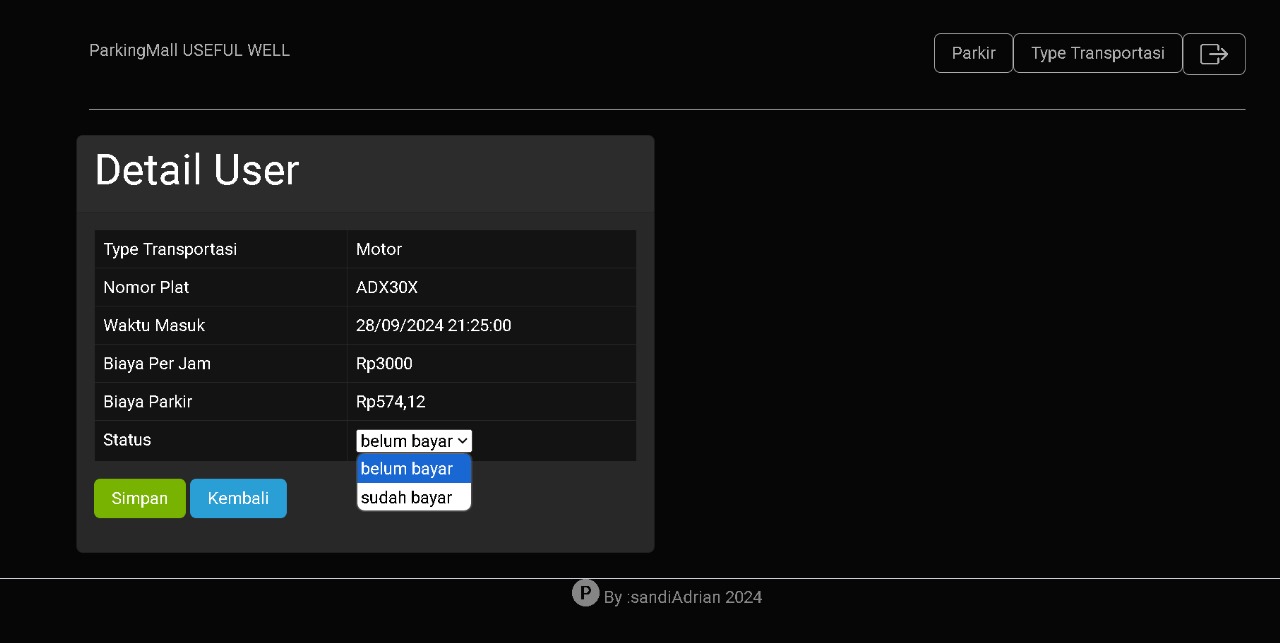 ParkingMall USEFUL WELL
Parkir
Type Transportasi
Detail User
Type Transportasi Motor
Nomor Plat ADX30X
Waktu Masuk 28/09/2024 21:25:00
Biaya Per Jam Rp3000
Biaya Parkir Rp574,12
Status belum bayar
belum bayar
sudah bayar
Simpan
Kembali
P By :sandiAdrian 2024